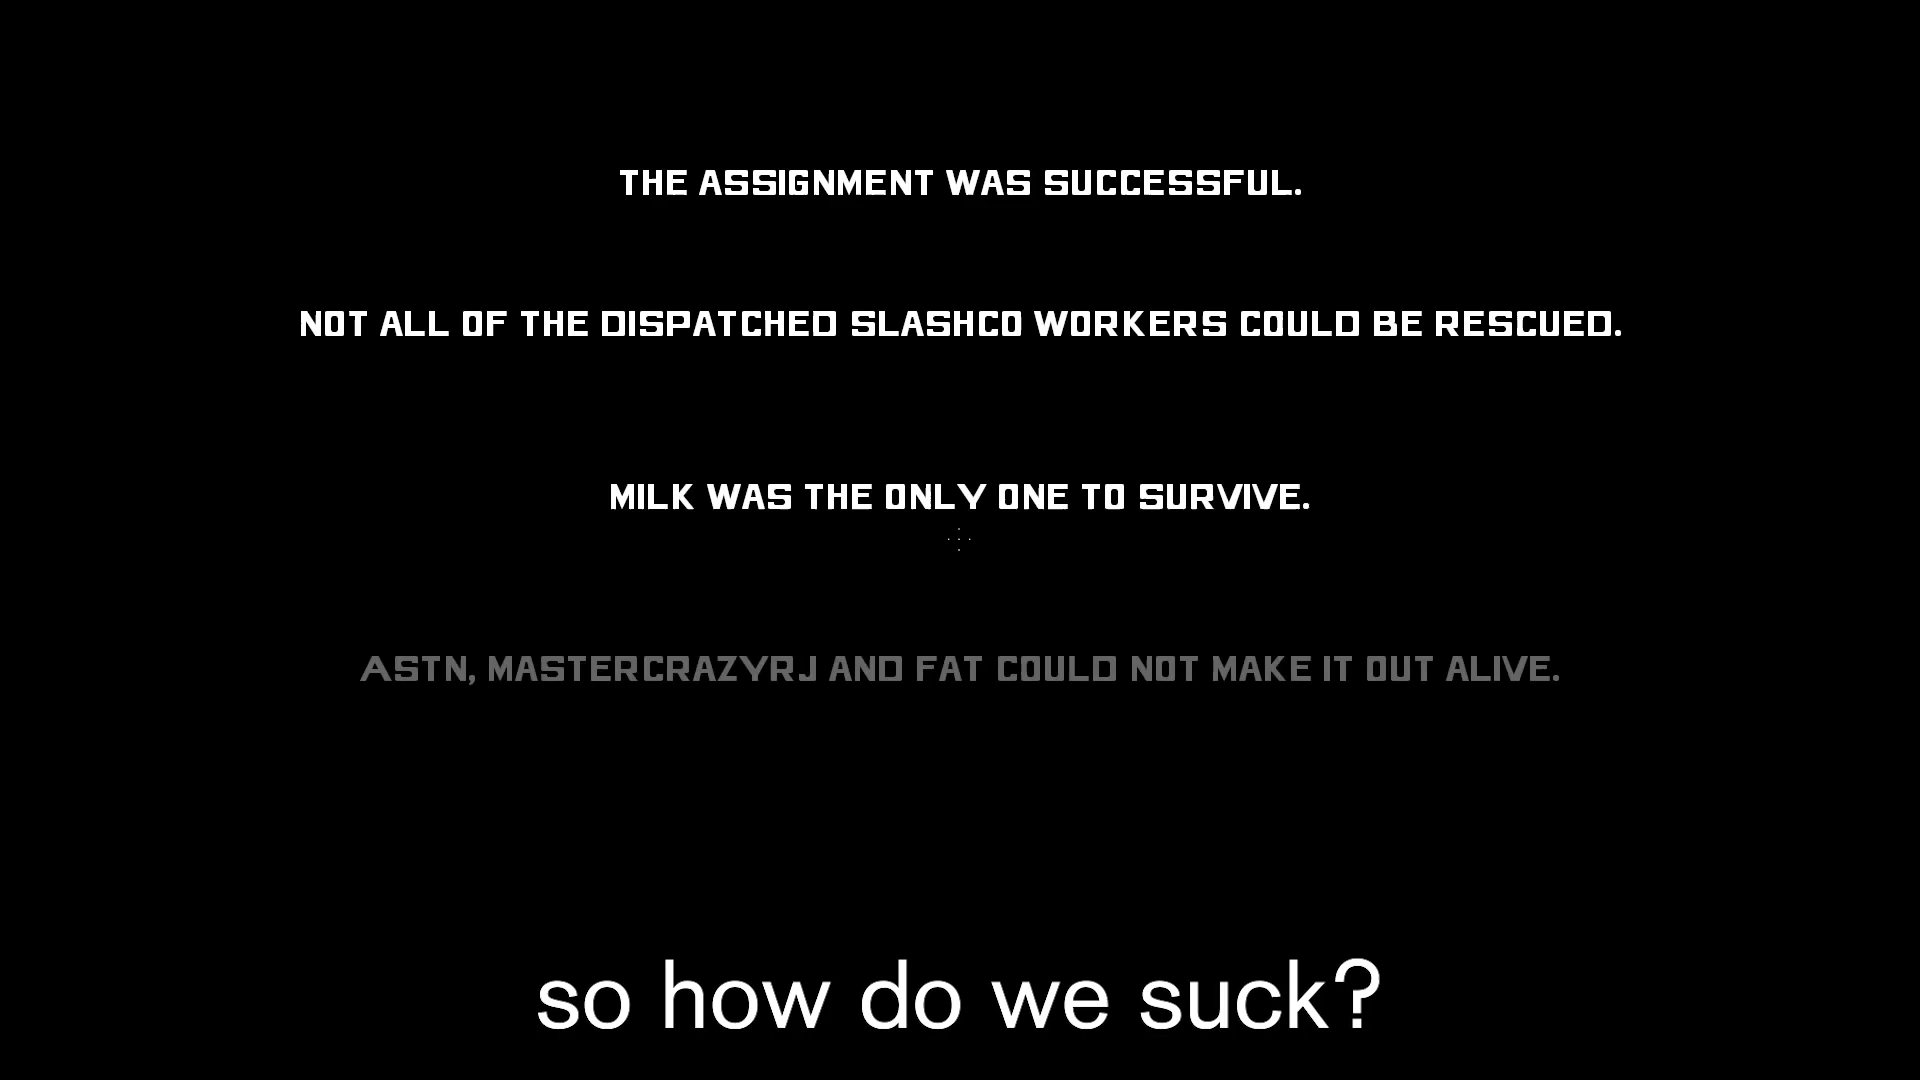 THE ASSIGNMENT WAS SUCCESSFUL.
NOT ALL OF THE DISPATCHED SLASHCO WORKERS COULD BE RESCUED.
MILK WAS THE ONLY ONE TO SURVIVE.
ASTN, MASTERCRAZYRJ AND FAT COULD NOT MAKE IT OUT ALIVE.
so how do we suck?